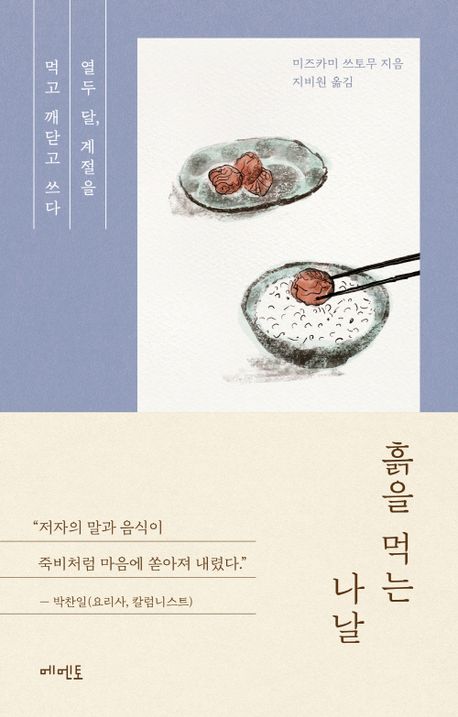 열두 달, 계절을
먹고 깨닫고 쓰다
미즈카미 쓰토무 지음
지비원 옮김
흙을 먹는
나날
“저자의 말과 음식이
죽비처럼 마음에 쏟아져 내렸다.”
— 박찬일(요리사, 칼럼니스트)
메멘토